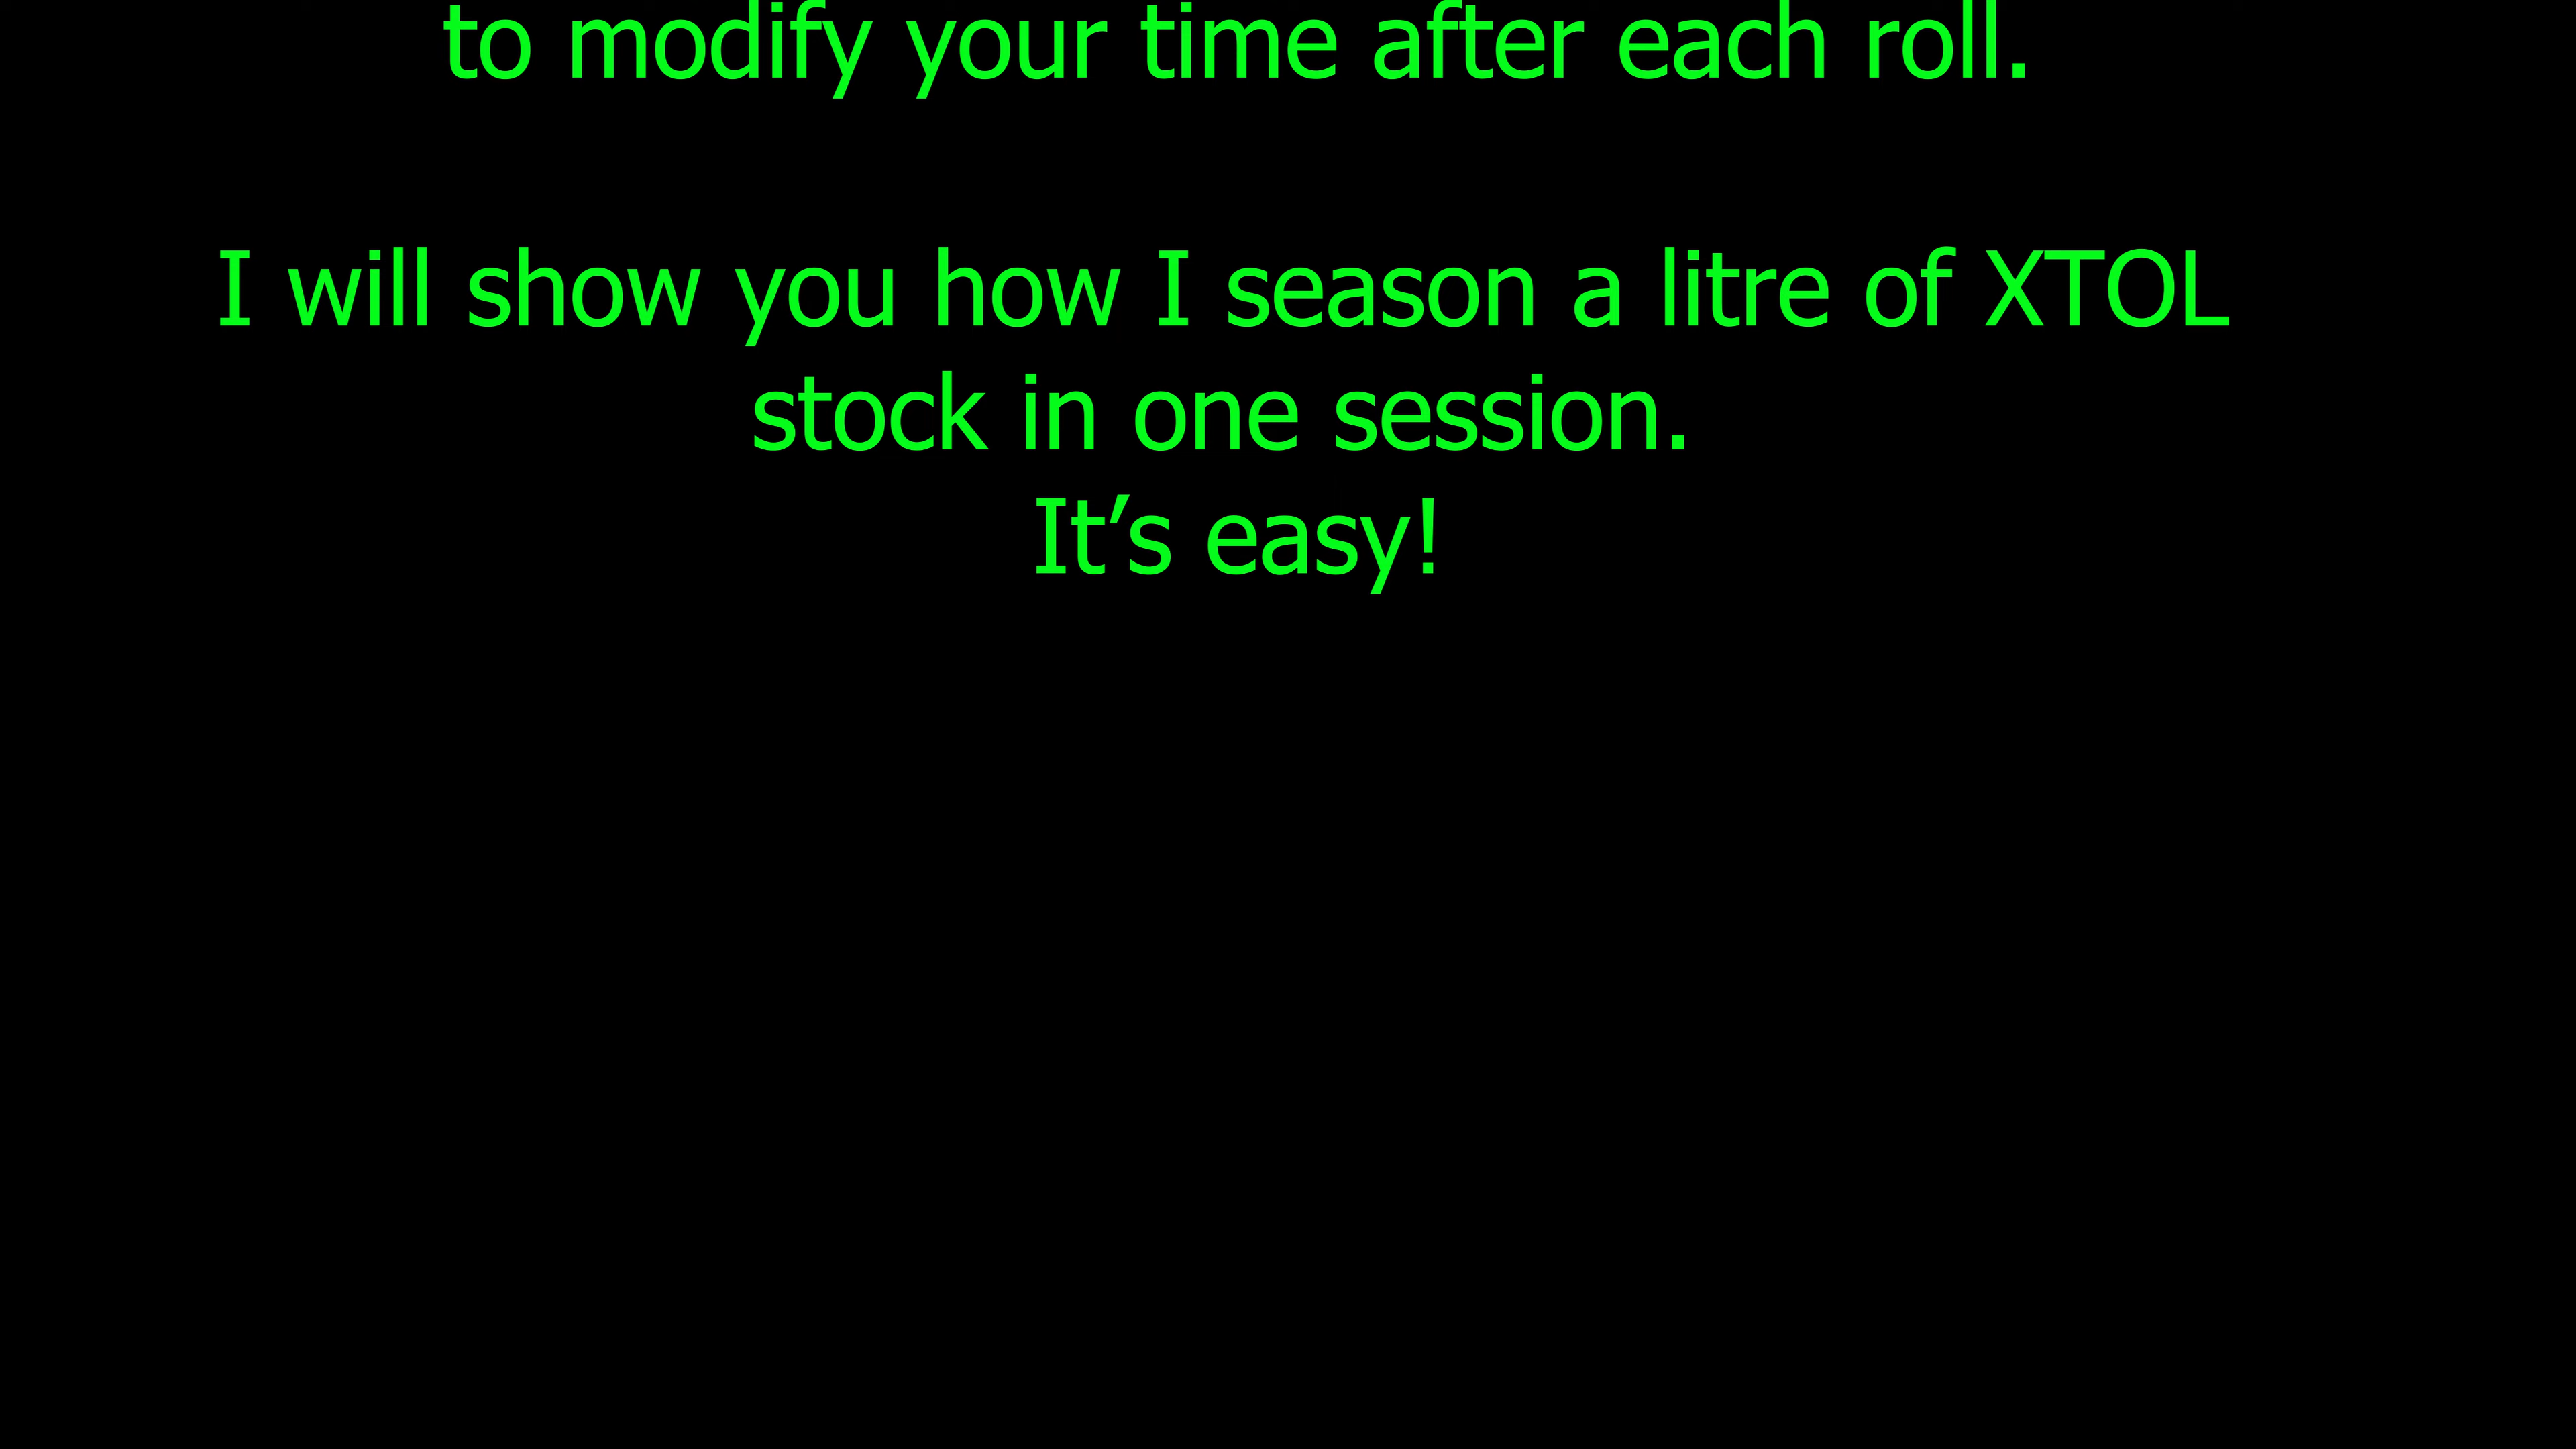 to modify your time after each roll.
I will show you how I season a litre of XTOL
stock in one session.
It’s easy!